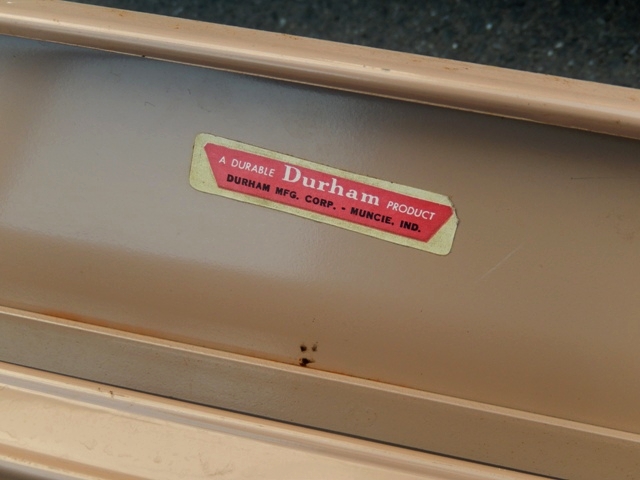 A DURABLE Durham PRODUCT
DURHAM MFG. CORP. - MUNCIE, IND.